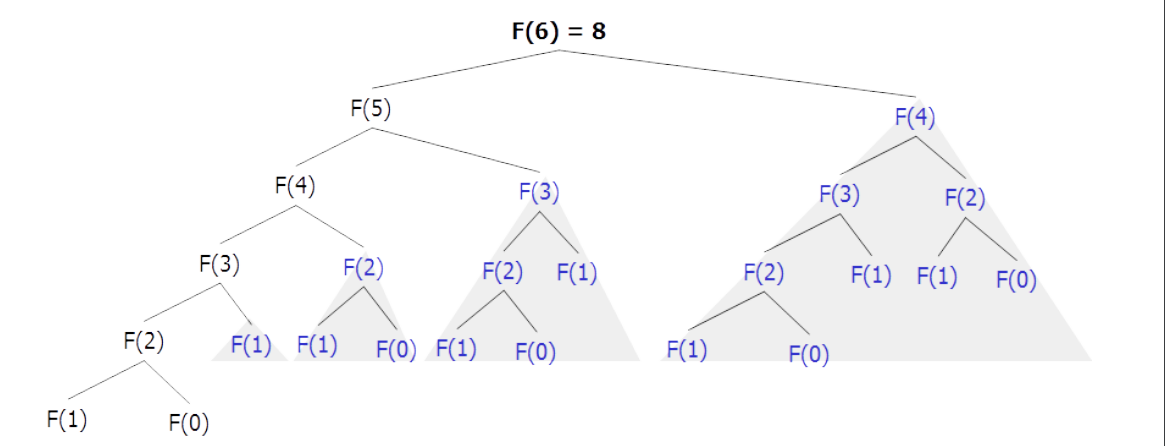 F(6) = 8
F(5)
F(4)
F(4)
F(3)
F(3)
F(2)
F(3)
F(2)
F(2)
F(1)
F(2)
F(1)
F(1)
F(0)
F(2)
F(1)
F(1)
F(0)
F(1)
F(0)
F(1)
F(0)
F(1)
F(0)